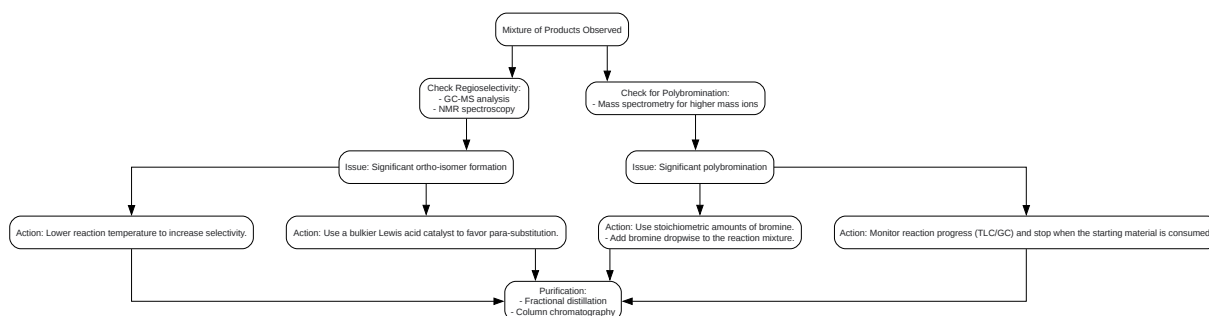 Mixture of Products Observed
Check Regioselectivity:
- GC-MS analysis
- NMR spectroscopy
Check for Polybromination:
- Mass spectrometry for higher mass ions
Issue: Significant ortho-isomer formation
Issue: Significant polybromination
Action: Lower reaction temperature to increase selectivity.
Action: Use a bulkier Lewis acid catalyst to favor para-substitution.
Action: Use stoichiometric amounts of bromine.
- Add bromine dropwise to the reaction mixture.
Action: Monitor reaction progress (TLC/GC) and stop when the starting material is consumed.
Purification:
- Fractional distillation
- Column chromatography